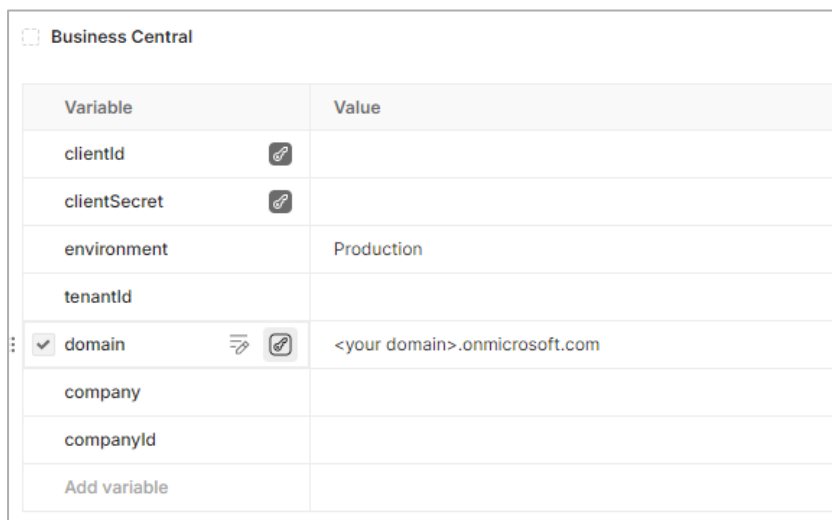 Business Central
Variable Value
clientId
clientSecret
environment Production
tenantId
domain <your domain>.onmicrosoft.com
company
companyId
Add variable